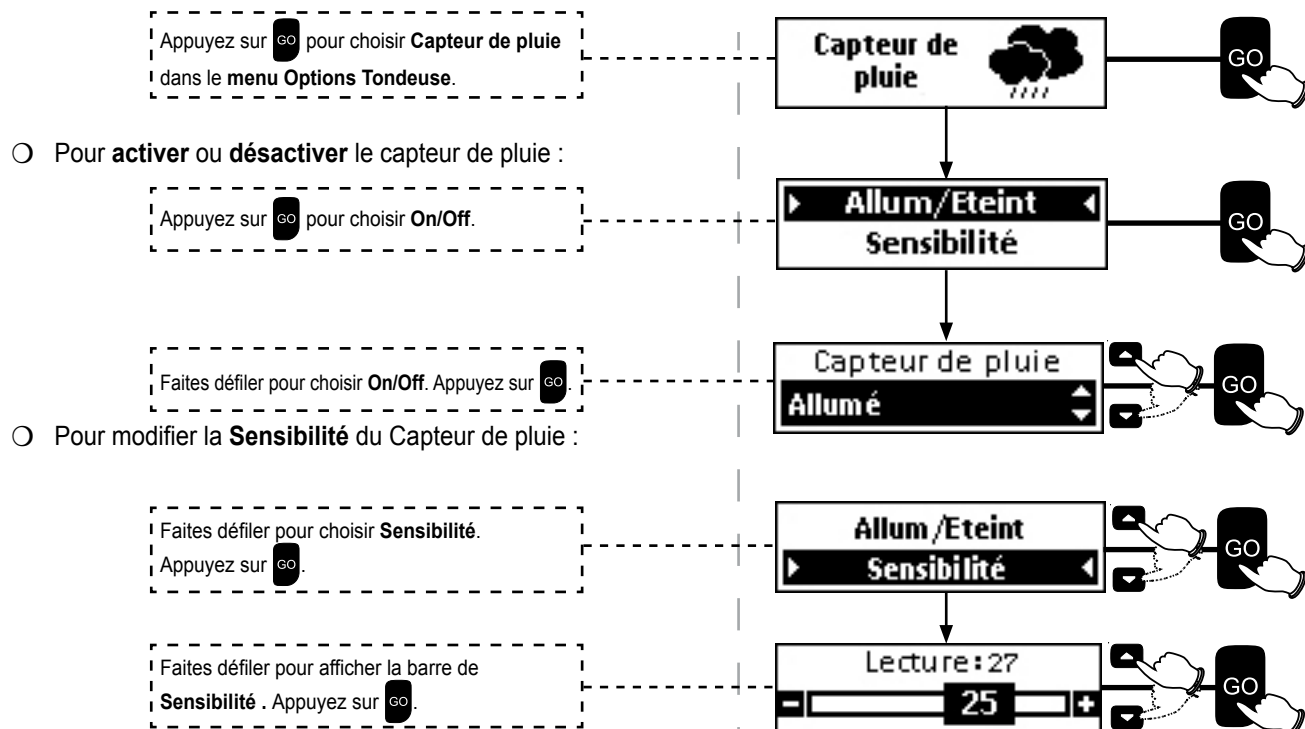 Appuyez sur GO pour choisir Capteur de pluie
dans le menu Options Tondeuse.
Capteur de
pluie
GO
❍ Pour activer ou désactiver le capteur de pluie :
Appuyez sur GO pour choisir On/Off.
Allum/Eteint
Sensibilité
GO
Faites défiler pour choisir On/Off. Appuyez sur GO.
Capteur de pluie
Allumé
GO
❍ Pour modifier la Sensibilité du Capteur de pluie :
Faites défiler pour choisir Sensibilité.
Appuyez sur GO.
Allum/Eteint
Sensibilité
GO
Faites défiler pour afficher la barre de
Sensibilité . Appuyez sur GO.
Lecture:27
- 25 +
GO